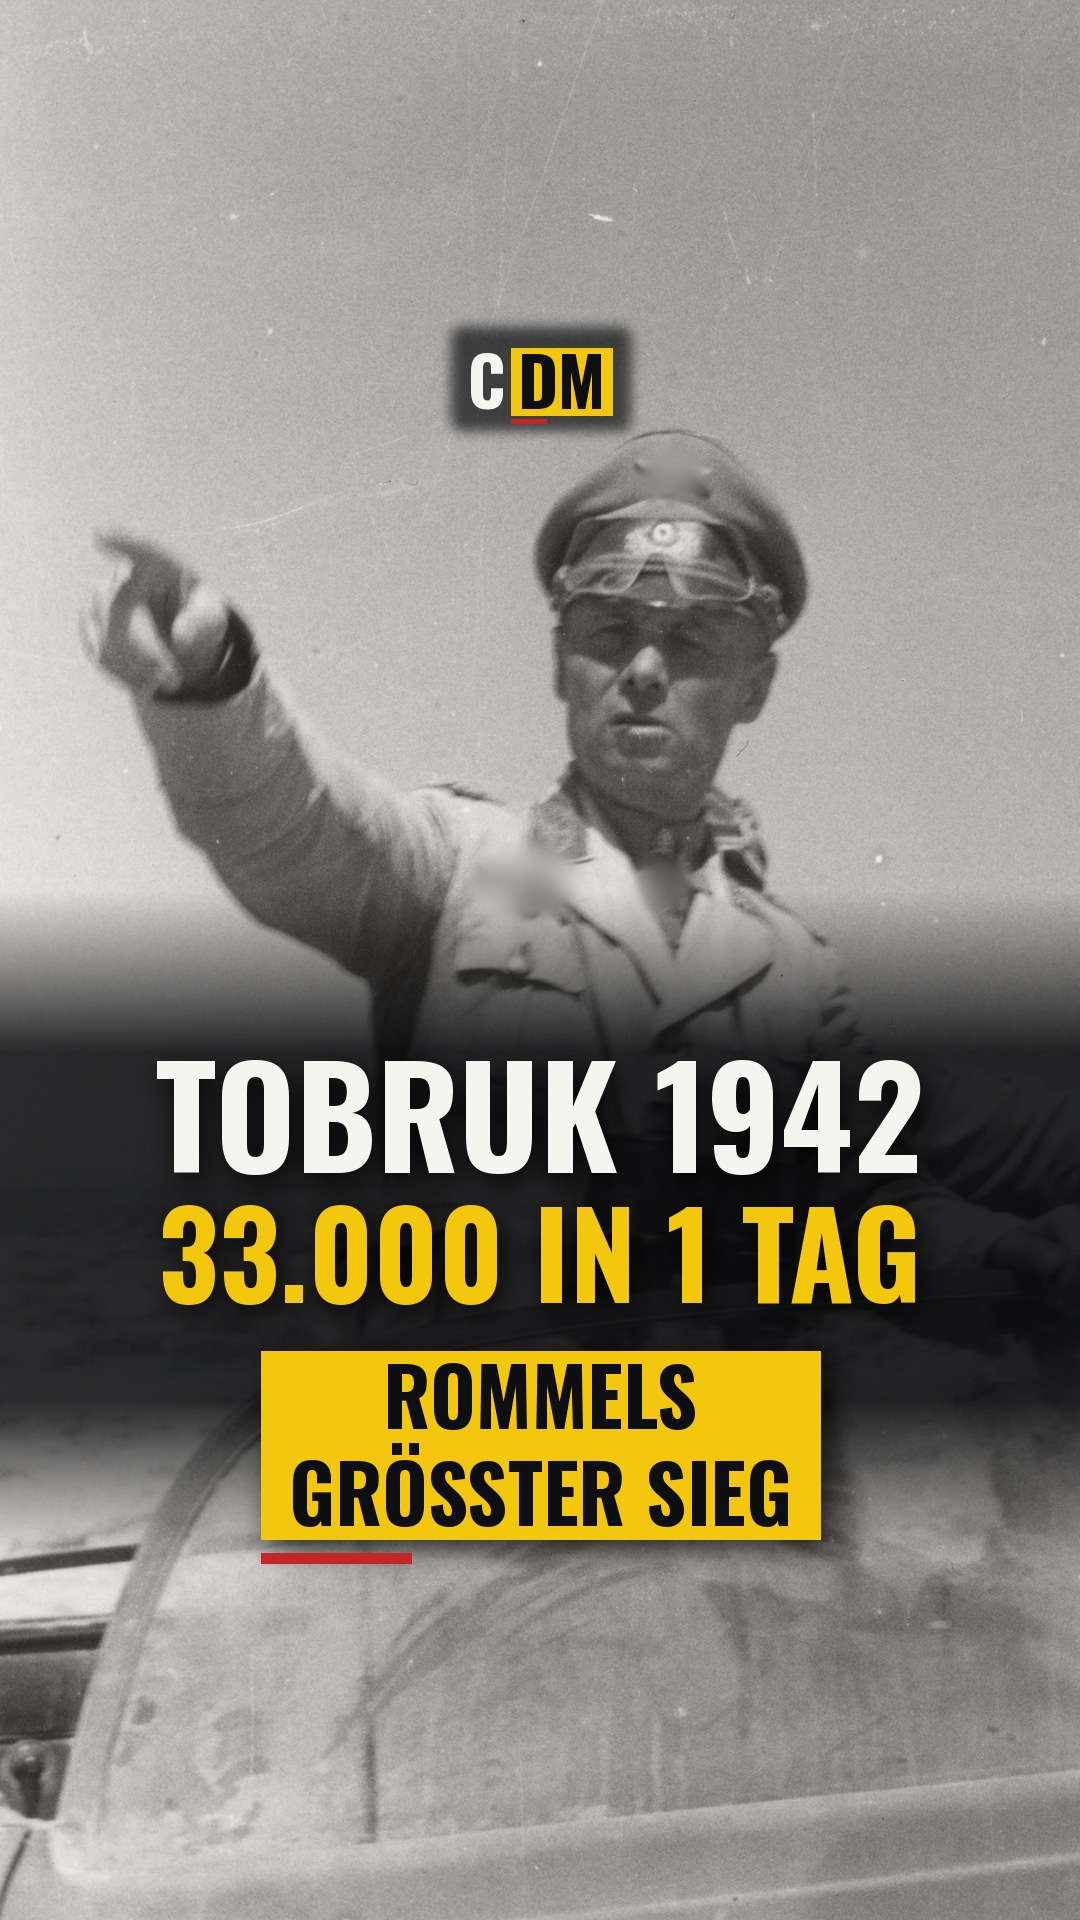 CDM
TOBRUK 1942
33.000 IN 1 TAG
ROMMELS
GRÖSSTER SIEG